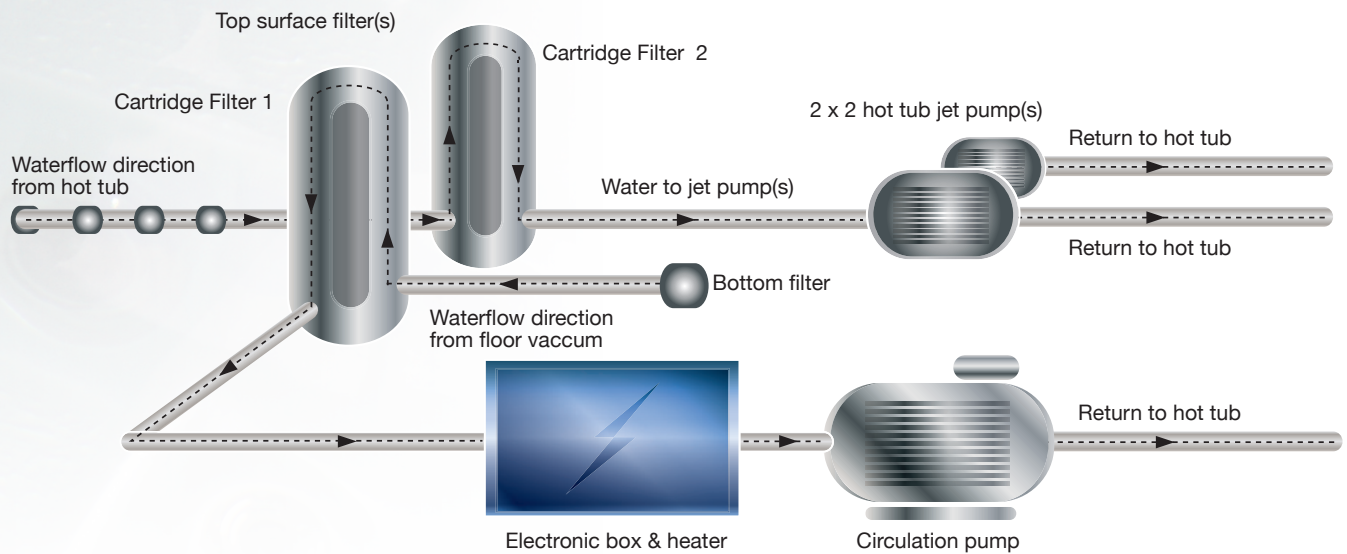 Top surface filter(s)
Cartridge Filter 2
Cartridge Filter 1
2 x 2 hot tub jet pump(s)
Return to hot tub
Waterflow direction
from hot tub
Water to jet pump(s)
Return to hot tub
Bottom filter
Waterflow direction
from floor vaccum
Return to hot tub
Electronic box & heater
Circulation pump